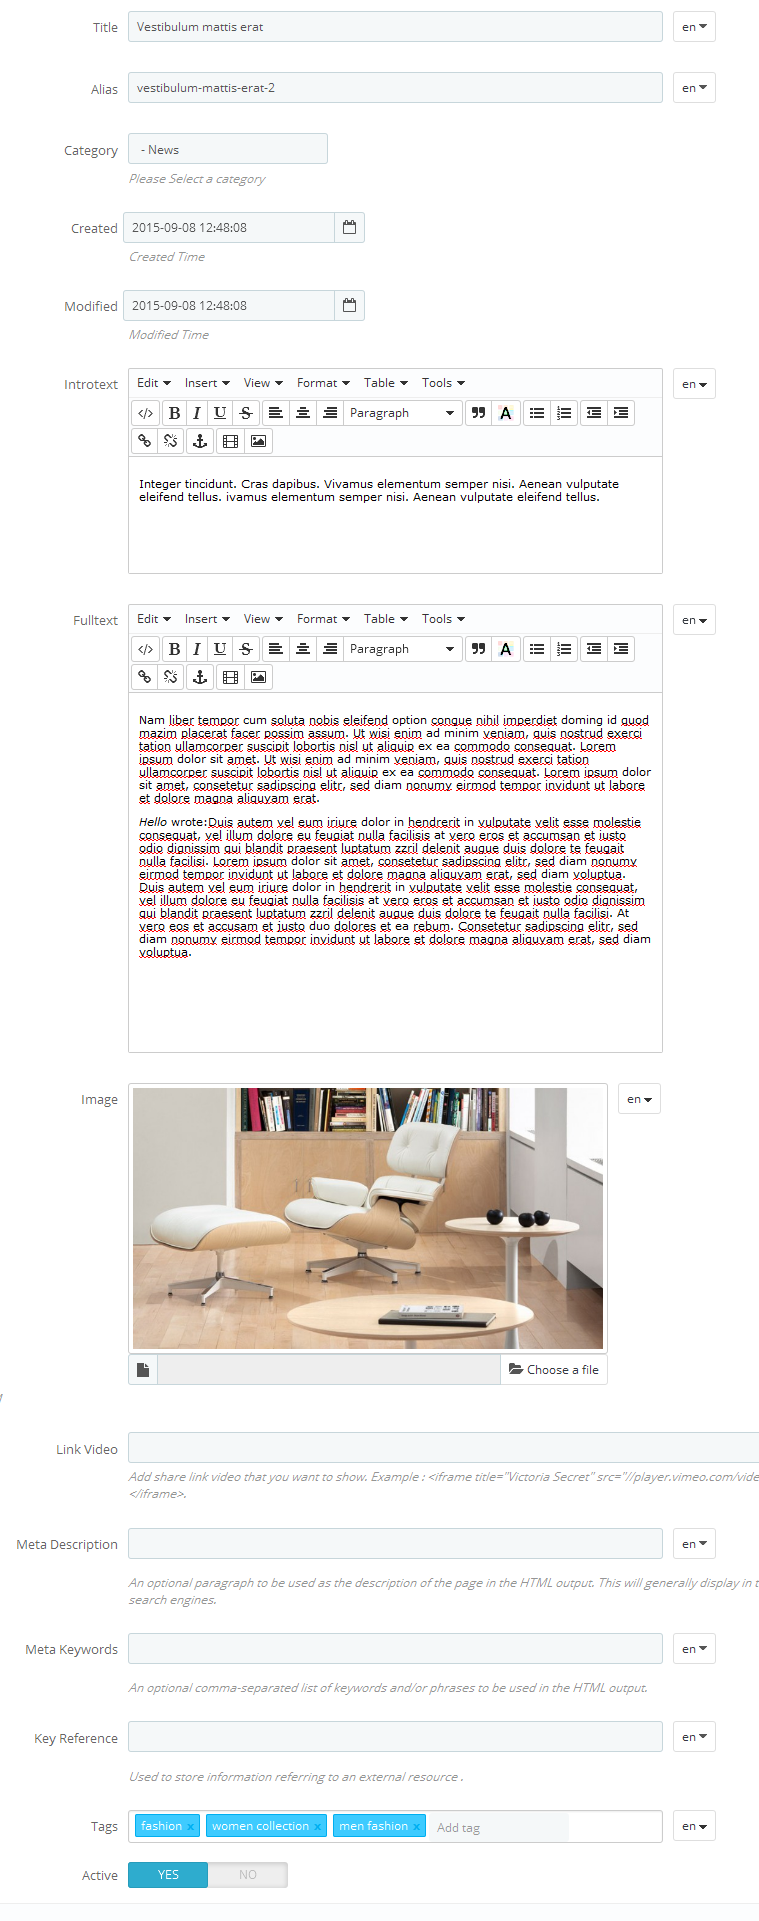 Title Vestibulum mattis erat en
Alias vestibulum-mattis-erat-2 en
Category - News
Please Select a category
Created 2015-09-08 12:48:08
Created Time
Modified 2015-09-08 12:48:08
Modified Time
Introtext Edit Insert View Format Table Tools en
</> B I U S Paragraph A
Integer tincidunt. Cras dapibus. Vivamus elementum semper nisi. Aenean vulputate
eleifend tellus. ivamus elementum semper nisi. Aenean vulputate eleifend tellus.
Fulltext Edit Insert View Format Table Tools en
</> B I U S Paragraph A
Nam liber tempor cum soluta nobis eleifend option congue nihil imperdiet doming id quod
mazim placerat facer possim assum. Ut wisi enim ad minim veniam, quis nostrud exerci
tation ullamcorper suscipit lobortis nisl ut aliquip ex ea commodo consequat. Lorem
ipsum dolor sit amet. Ut wisi enim ad minim veniam, quis nostrud exerci tation
ullamcorper suscipit lobortis nisl ut aliquip ex ea commodo consequat. Lorem ipsum dolor
sit amet, consetetur sadipscing elitr, sed diam nonumy eirmod tempor invidunt ut labore
et dolore magna aliquyam erat.
Hello wrote:Duis autem vel eum iriure dolor in hendrerit in vulputate velit esse molestie
consequat, vel illum dolore eu feugiat nulla facilisis at vero eros et accumsan et iusto
odio dignissim qui blandit praesent luptatum zzril delenit augue duis dolore te feugait
nulla facilisi. Lorem ipsum dolor sit amet, consetetur sadipscing elitr, sed diam nonumy
eirmod tempor invidunt ut labore et dolore magna aliquyam erat, sed diam voluptua.
Duis autem vel eum iriure dolor in hendrerit in vulputate velit esse molestie consequat,
vel illum dolore eu feugiat nulla facilisis at vero eros et accumsan et iusto odio dignissim
qui blandit praesent luptatum zzril delenit augue duis dolore te feugait nulla facilisi. At
vero eos et accusam et justo duo dolores et ea rebum. Consetetur sadipscing elitr, sed
diam nonumy eirmod tempor invidunt ut labore et dolore magna aliquyam erat, sed diam
voluptua.
Image en
Choose a file
Link Video
Add share link video that you want to show. Example : <iframe title="Victoria Secret" src="//player.vimeo.com/vide
</iframe>.
Meta Description en
An optional paragraph to be used as the description of the page in the HTML output. This will generally display in t
search engines.
Meta Keywords en
An optional comma-separated list of keywords and/or phrases to be used in the HTML output.
Key Reference en
Used to store information referring to an external resource .
Tags fashion x women collection x men fashion x Add tag en
Active YES NO